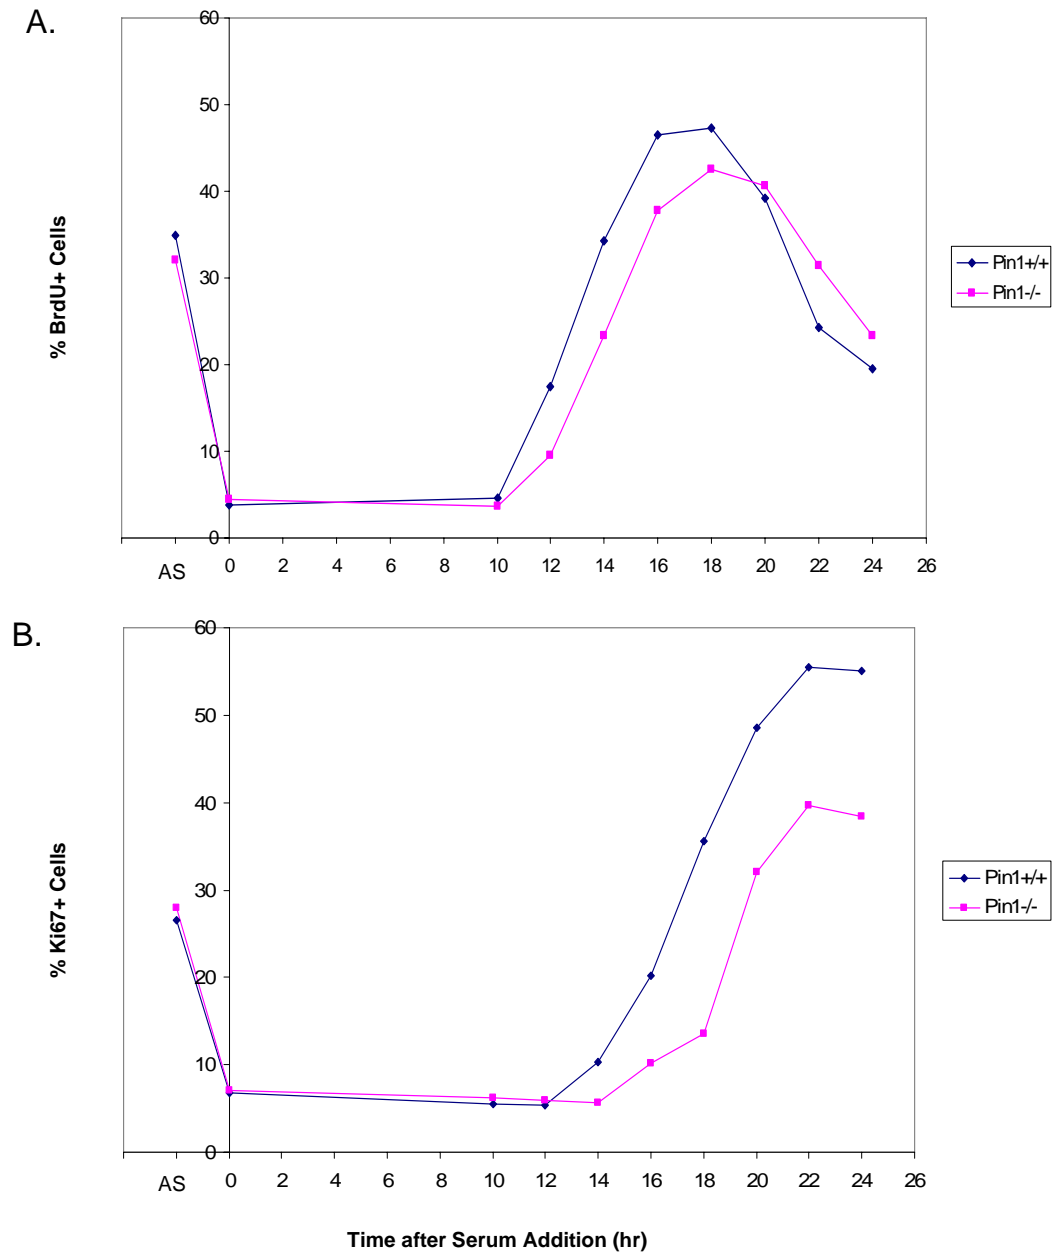 A.
60
50
40
30
20
10
0
% BrdU+ Cells
AS 0 2 4 6 8 10 12 14 16 18 20 22 24 26
Pin1+/+
Pin1-/-
B.
60
50
40
30
20
10
0
% Ki67+ Cells
AS 0 2 4 6 8 10 12 14 16 18 20 22 24 26
Pin1+/+
Pin1-/-
Time after Serum Addition (hr)